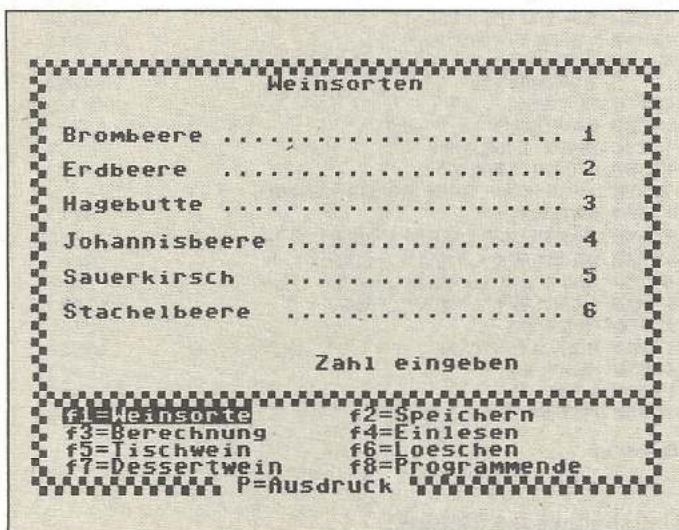 Weinsorten
Brombeere ...................... 1
Erdbeere ...................... 2
Hagebutte ...................... 3
Johannisbeere .................. 4
Sauerkirsch .................. 5
Stachelbeere .................. 6
Zahl eingeben
f1=Weinsorte f2=Speichern
f3=Berechnung f4=Einlesen
f5=Tischwein f6=Loeschen
f7=Dessertwein f8=Programmende
P=Ausdruck